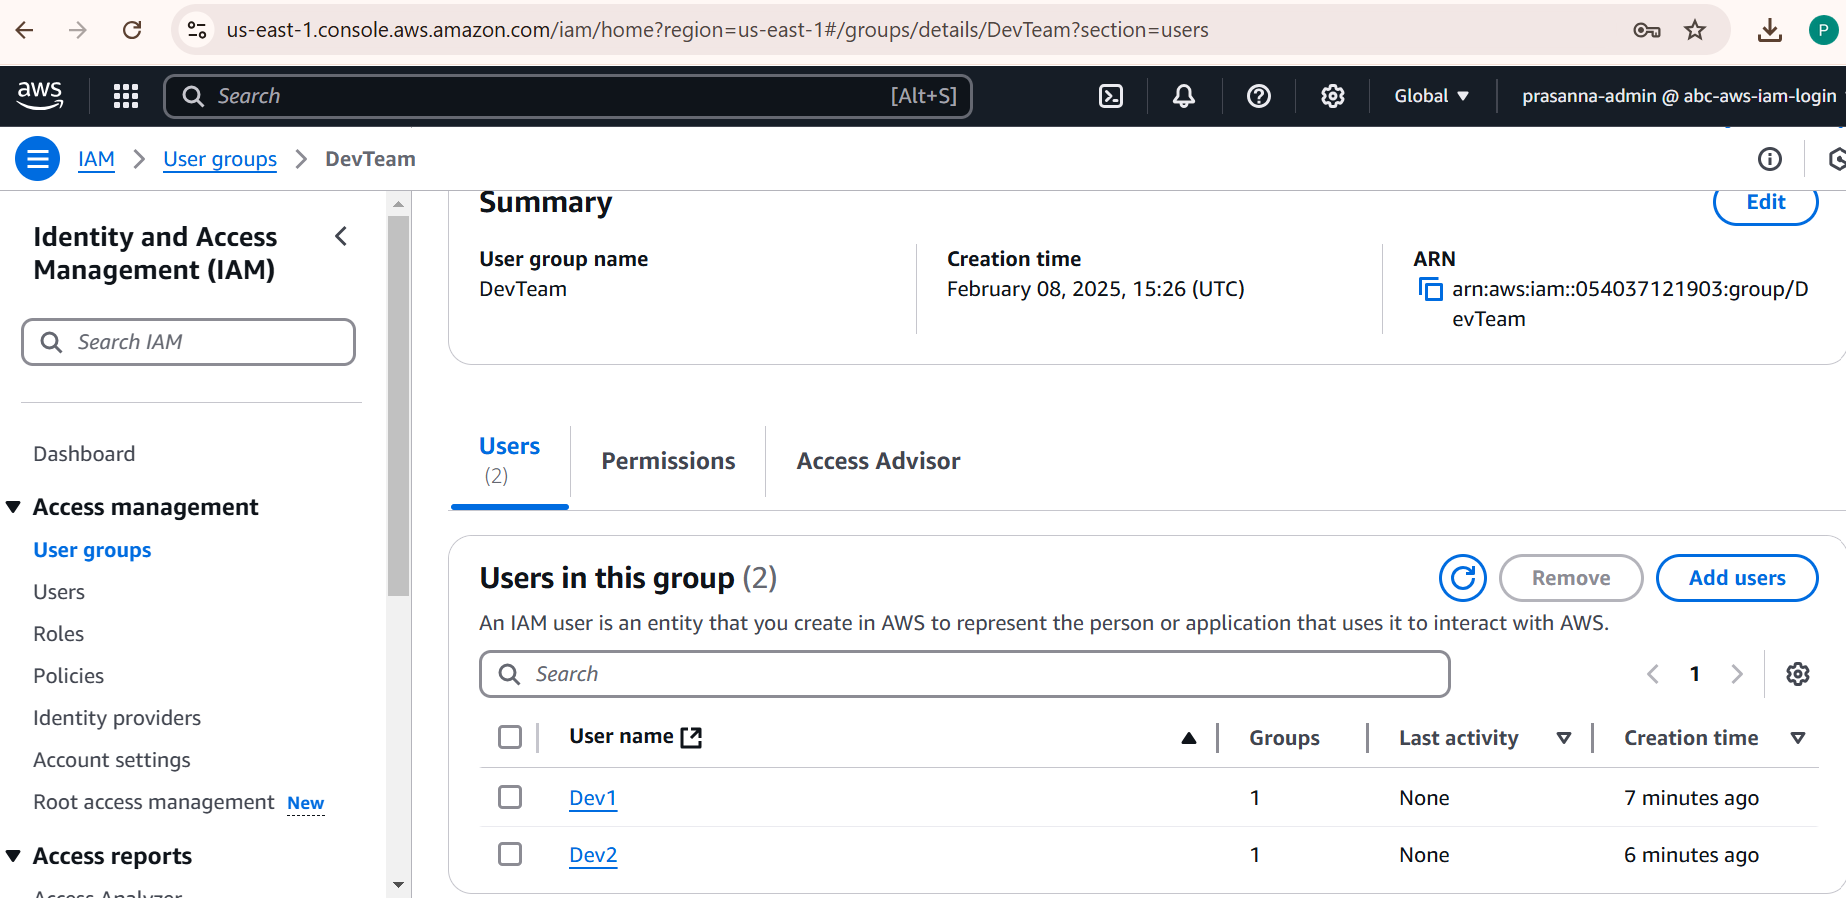 us-east-1.console.aws.amazon.com/iam/home?region=us-east-1#/groups/details/DevTeam?section=users
P
aws
Search
[Alt+S]
Global
prasanna-admin @ abc-aws-iam-login
IAM
User groups
DevTeam
Identity and Access
Management (IAM)
Search IAM
Dashboard
Access management
User groups
Users
Roles
Policies
Identity providers
Account settings
Root access management New
Access reports
Access Analyzer
Summary
Edit
User group name
DevTeam
Creation time
February 08, 2025, 15:26 (UTC)
ARN
arn:aws:iam::054037121903:group/D
evTeam
Users
(2)
Permissions
Access Advisor
Users in this group (2)
Remove
Add users
An IAM user is an entity that you create in AWS to represent the person or application that uses it to interact with AWS.
Search
1
User name Groups Last activity Creation time
Dev1 1 None 7 minutes ago
Dev2 1 None 6 minutes ago